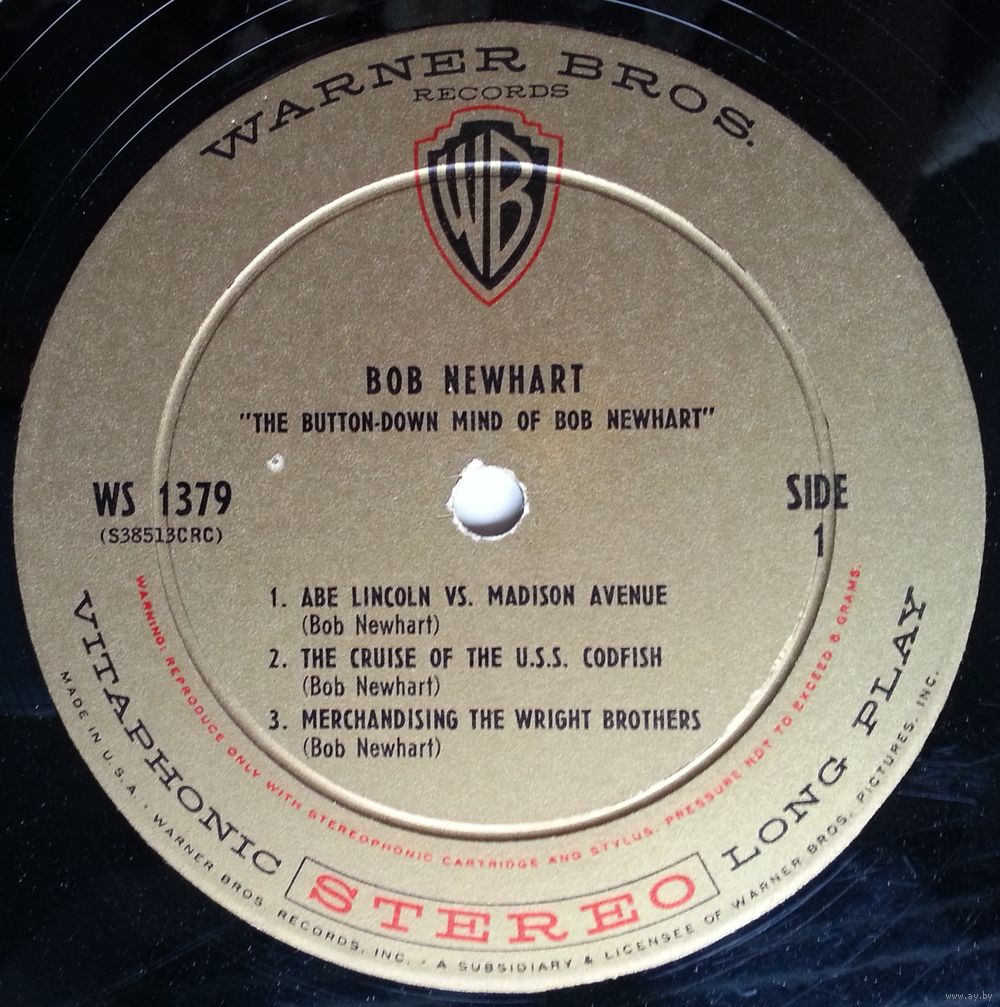 WARNER BROS.
RECORDS
WB
BOB NEWHART
"THE BUTTON-DOWN MIND OF BOB NEWHART"
WS 1379
(S38513CRC)
SIDE
1
1. ABE LINCOLN VS. MADISON AVENUE
(Bob Newhart)
2. THE CRUISE OF THE U.S.S. CODFISH
(Bob Newhart)
3. MERCHANDISING THE WRIGHT BROTHERS
(Bob Newhart)
WARNING: REPRODUCE ONLY WITH STEREOPHONIC CARTRIDGE AND STYLUS. PRESSURE NOT TO EXCEED 6 GRAMS.
VITAPHONIC STEREO LONG PLAY
MADE IN U.S.A. · WARNER BROS. RECORDS, INC. · A SUBSIDIARY & LICENSEE OF WARNER BROS. PICTURES, INC.
www.ay.by